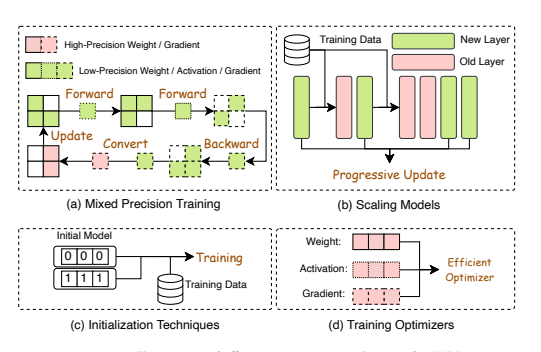 High-Precision Weight / Gradient
Low-Precision Weight / Activation / Gradient
Forward
Forward
Update
Convert
Backward
(a) Mixed Precision Training
Training Data
New Layer
Old Layer
Progressive Update
(b) Scaling Models
Initial Model
0 0 0
1 1 1
Training
Training Data
(c) Initialization Techniques
Weight:
Activation:
Gradient:
Efficient
Optimizer
(d) Training Optimizers